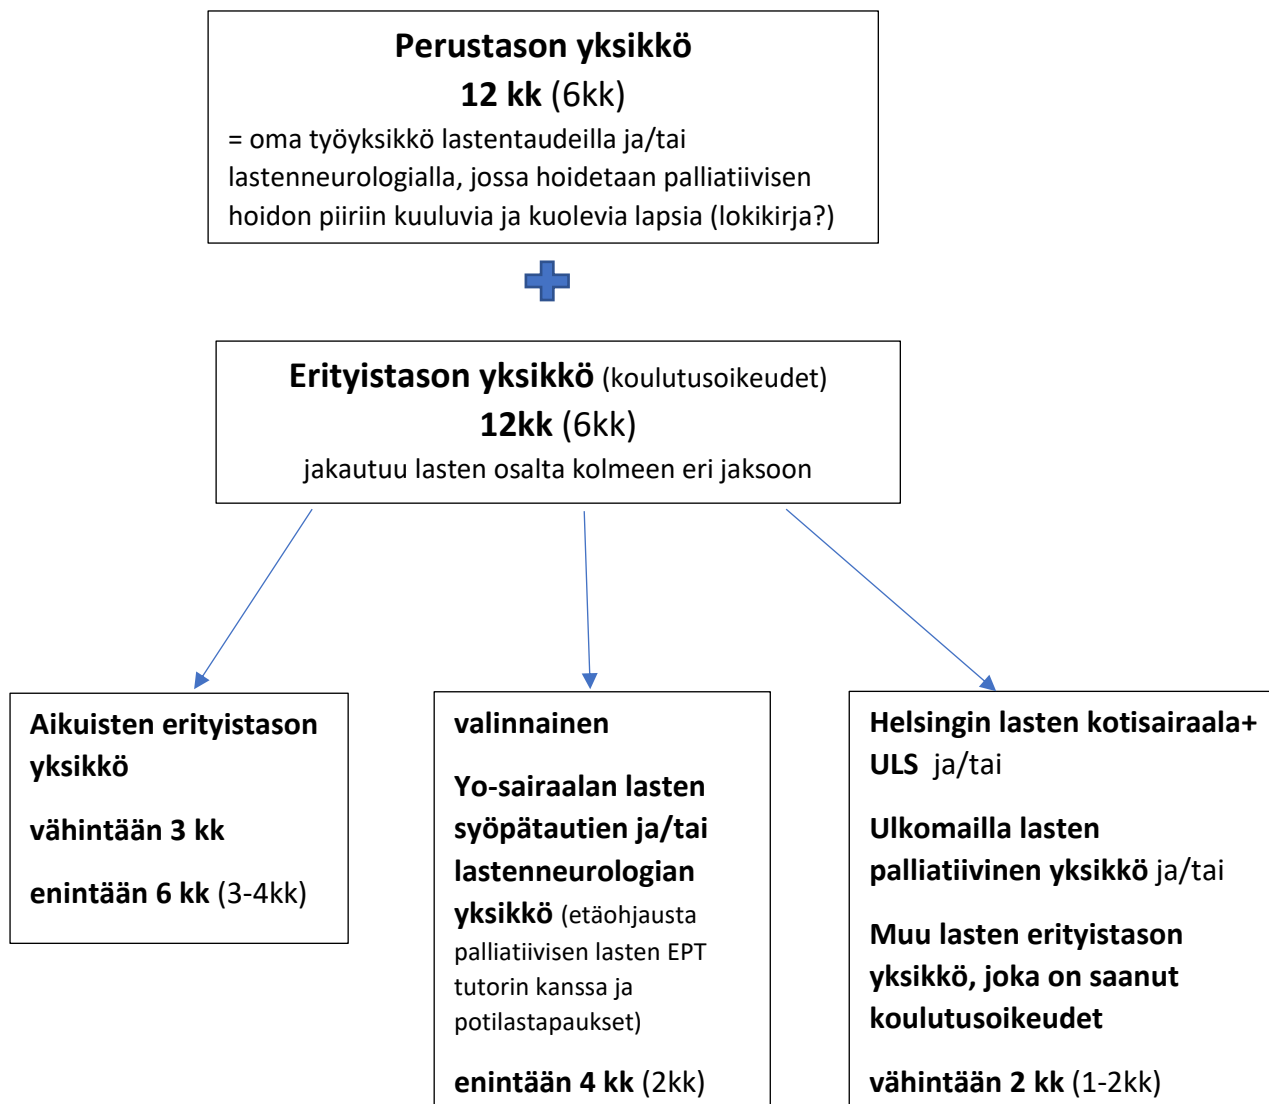 Perustason yksikkö
12 kk (6kk)
= oma työyksikkö lastentaudeilla ja/tai
lastenneurologialla, jossa hoidetaan palliatiivisen
hoidon piiriin kuuluvia ja kuolevia lapsia (lokikirja?)
Erityistason yksikkö (koulutusoikeudet)
12kk (6kk)
jakautuu lasten osalta kolmeen eri jaksoon
Aikuisten erityistason
yksikkö
vähintään 3 kk
enintään 6 kk (3-4kk)
valinnainen
Yo-sairaalan lasten
syöpätautien ja/tai
lastenneurologian
yksikkö (etäohjausta
palliatiivisen lasten EPT
tutorin kanssa ja
potilastapaukset)
enintään 4 kk (2kk)
Helsingin lasten kotisairaala+
ULS ja/tai
Ulkomailla lasten
palliatiivinen yksikkö ja/tai
Muu lasten erityistason
yksikkö, joka on saanut
koulutusoikeudet
vähintään 2 kk (1-2kk)